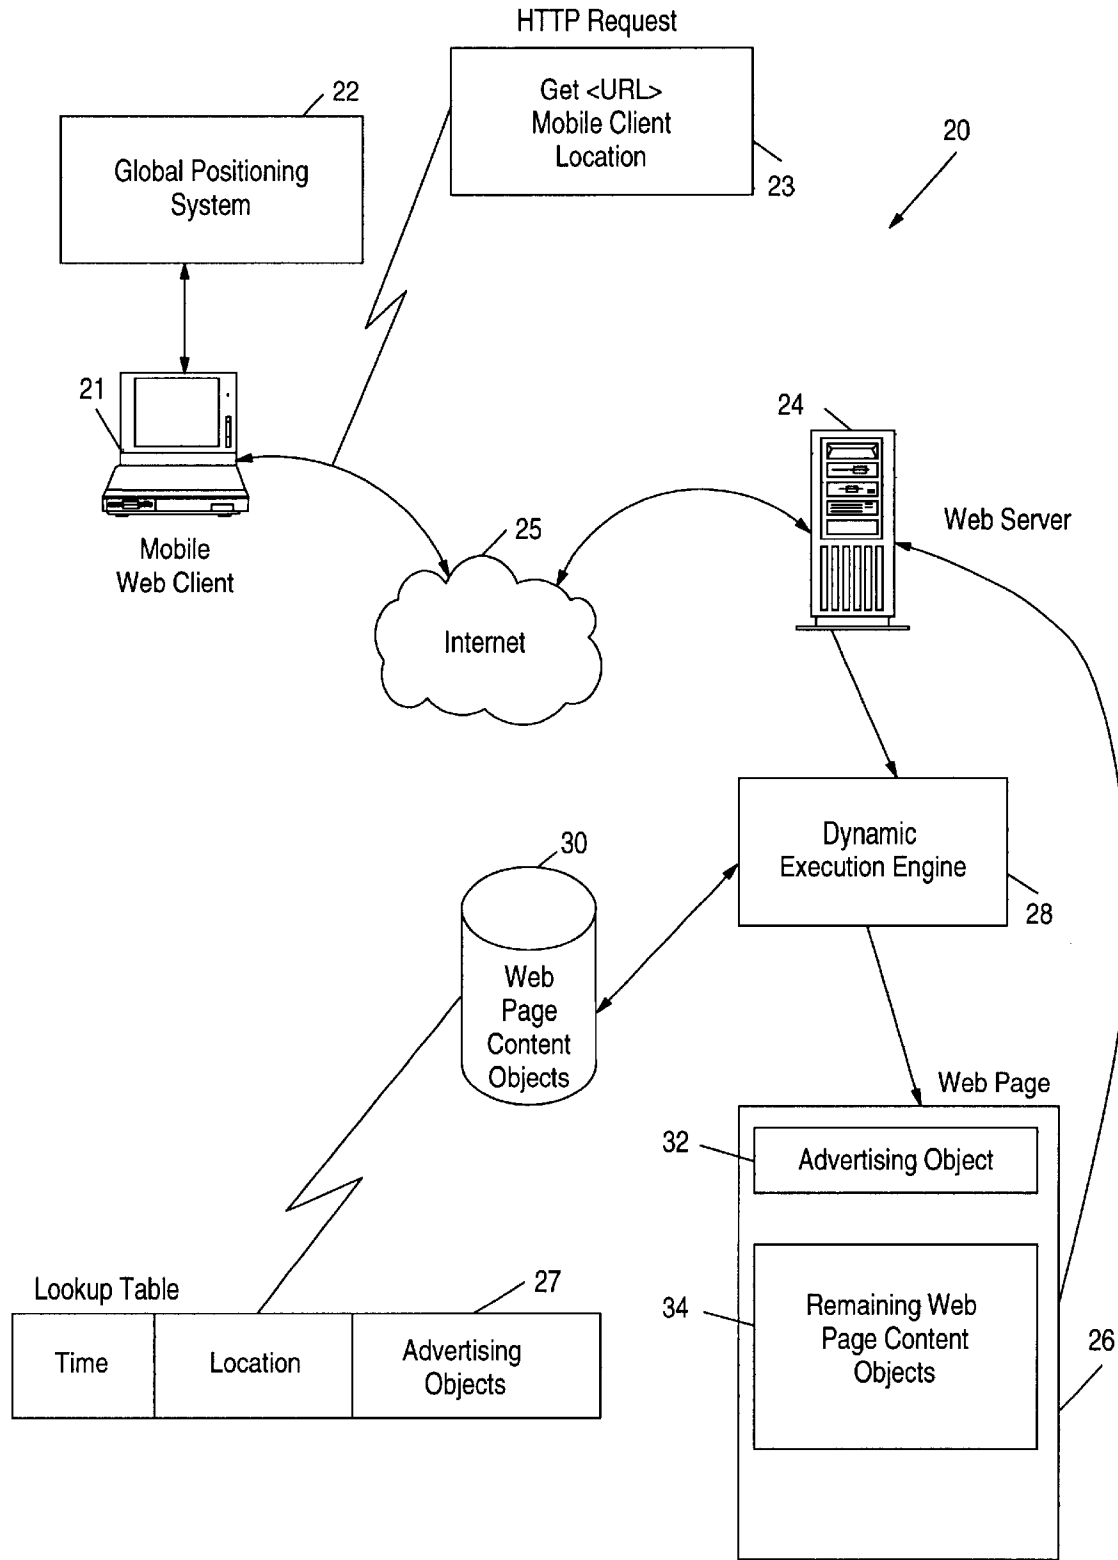 HTTP Request
22
Get <URL>
Mobile Client
Location
23
20
Global Positioning
System
21
24
Mobile
Web Client
25
Internet
Web Server
Dynamic
Execution Engine
28
30
Web
Page
Content
Objects
Web Page
32
Advertising Object
34
Remaining Web
Page Content
Objects
26
Lookup Table
27
Time
Location
Advertising
Objects